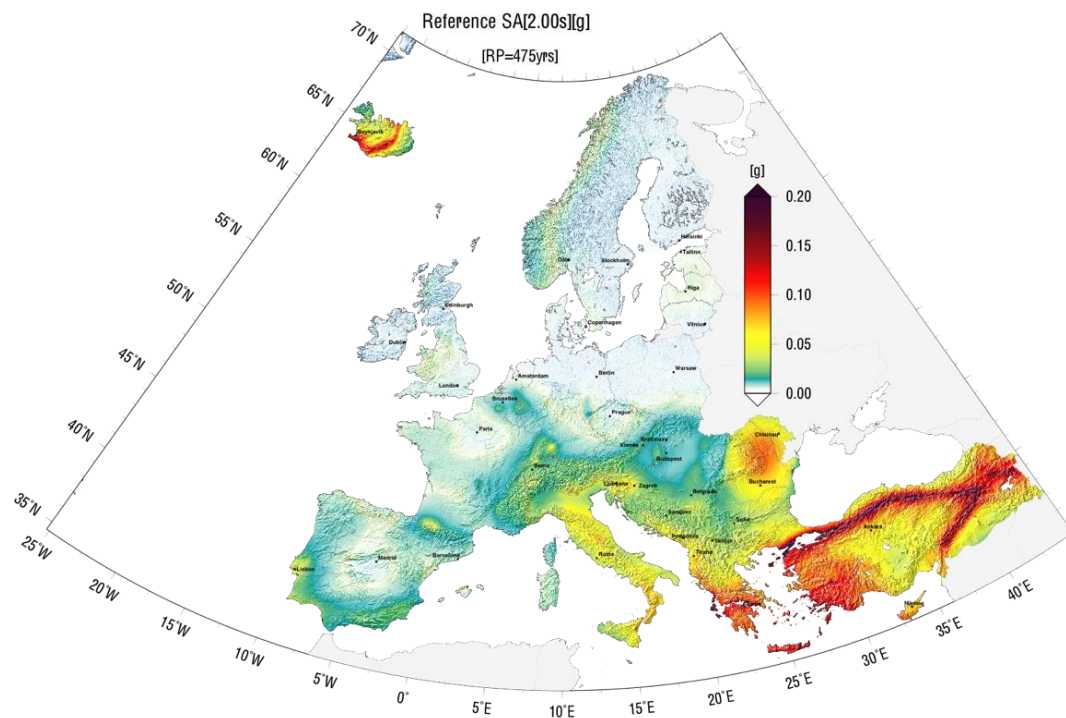 Reference SA[2.00s][g]
[RP=475yrs]
70°N
65°N
60°N
55°N
50°N
45°N
40°N
35°N
25°W
20°W
15°W
10°W
5°W
0°
5°E
10°E
15°E
20°E
25°E
30°E
35°E
40°E
[g]
0.20
0.15
0.10
0.05
0.00
Reykjavik
Helsinki
Tallinn
Oslo
Stockholm
Riga
Edinburgh
Copenhagen
Vilnius
Dublin
Amsterdam
Berlin
Warsaw
London
Brussels
Prague
Paris
Chisinau
Vienna
Bratislava
Budapest
Berne
Ljubljana
Zagreb
Bucharest
Belgrade
Sarajevo
Sofia
Podgorica
Skopje
Ankara
Madrid
Barcelona
Rome
Tirana
Lisbon
Nicosia